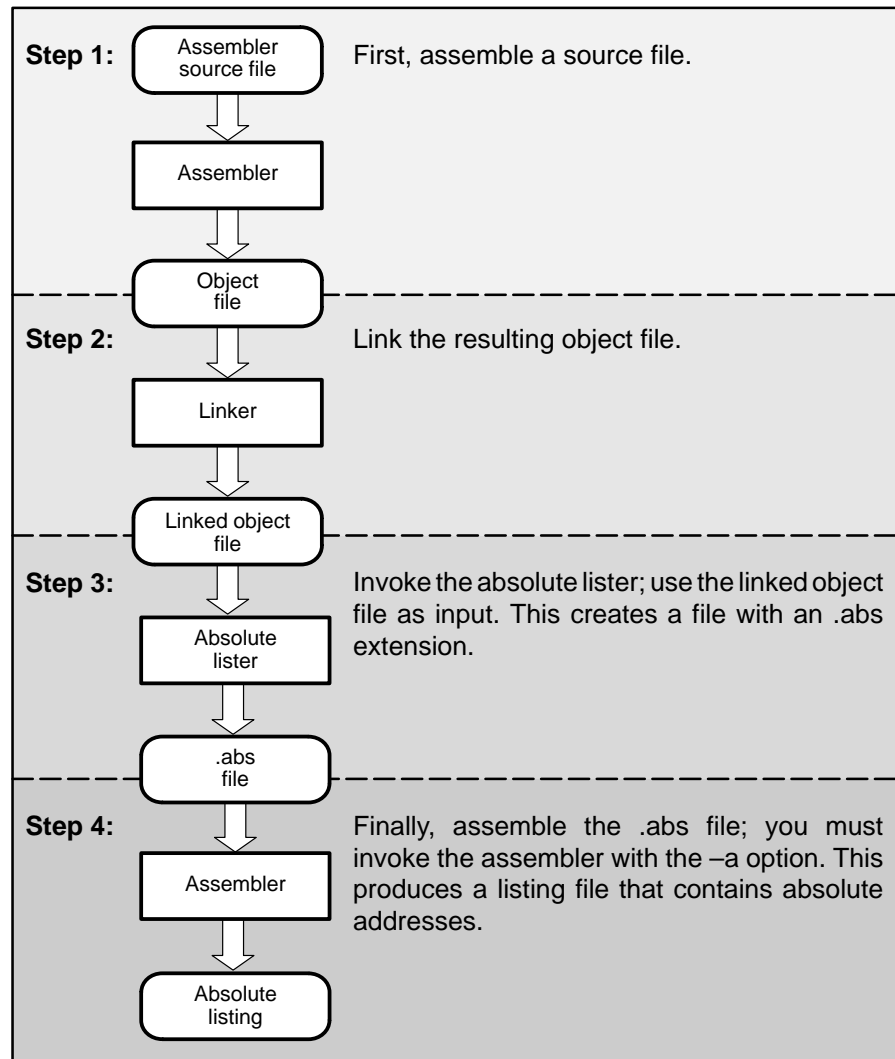 Step 1:
Assembler
source file
First, assemble a source file.
Assembler
Object
file
Step 2:
Link the resulting object file.
Linker
Linked object
file
Step 3:
Invoke the absolute lister; use the linked object
file as input. This creates a file with an .abs
extension.
Absolute
lister
.abs
file
Step 4:
Finally, assemble the .abs file; you must
invoke the assembler with the –a option. This
produces a listing file that contains absolute
addresses.
Assembler
Absolute
listing